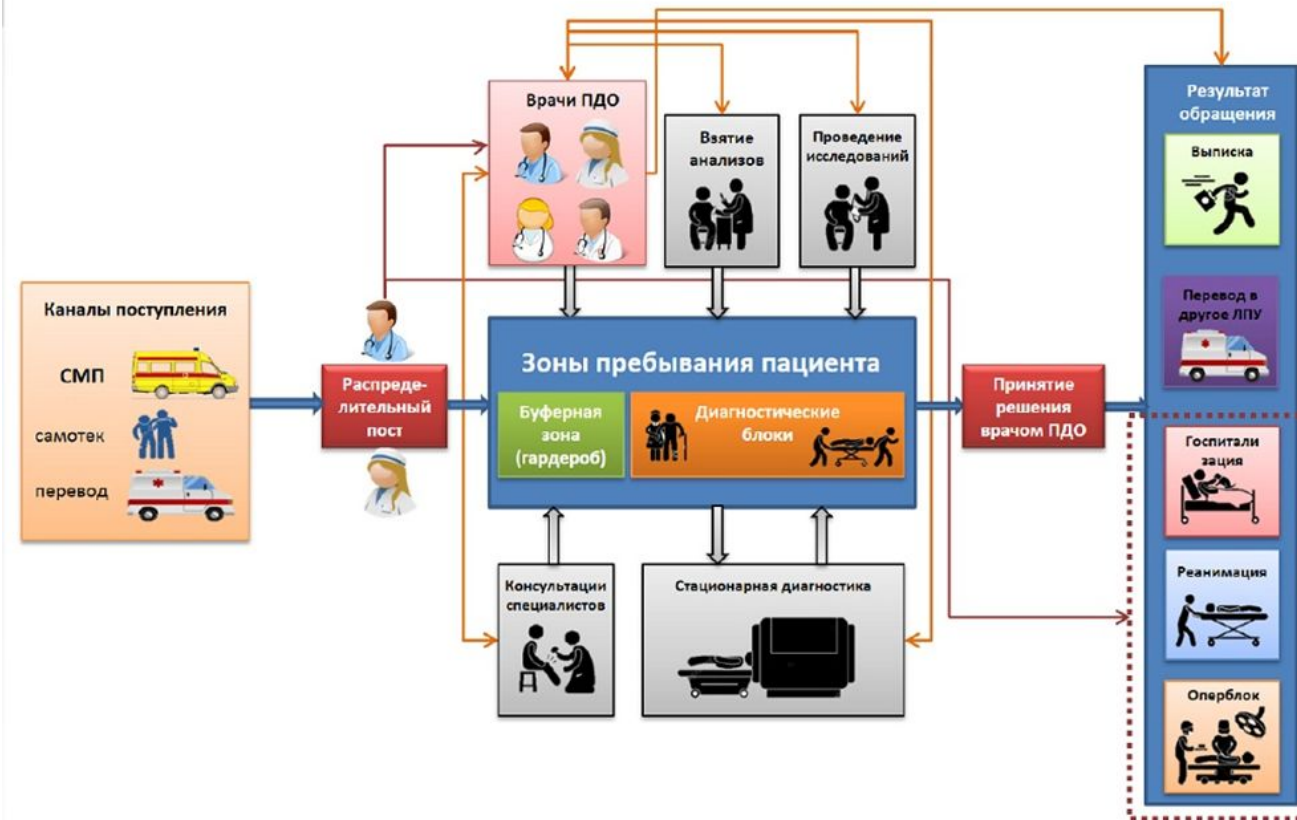 Каналы поступления
СМП
самотек
перевод
Распреде-
лительный
пост
Врачи ПДО
Взятие
анализов
Проведение
исследований
Зоны пребывания пациента
Буферная
зона
(гардероб)
Диагностические
блоки
Консультации
специалистов
Стационарная диагностика
Принятие
решения
врачом ПДО
Результат
обращения
Выписка
Перевод в
другое ЛПУ
Госпитали
зация
Реанимация
Оперблок